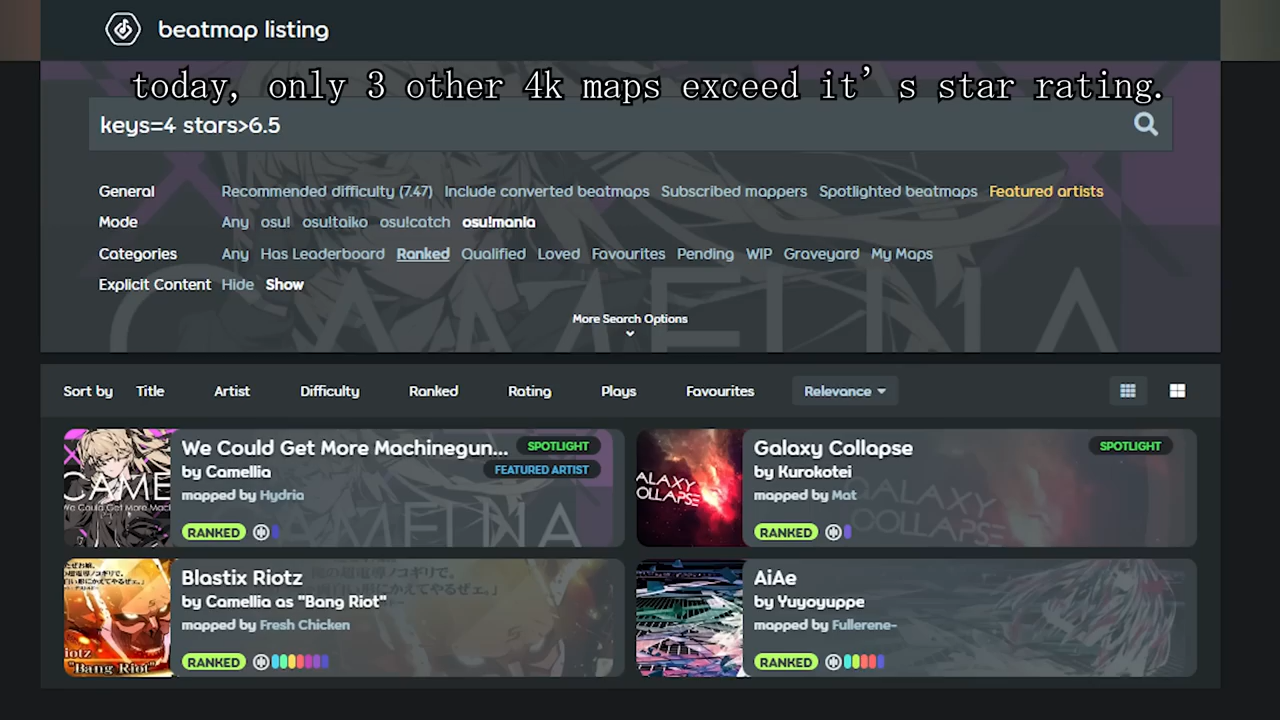 beatmap listing
today, only 3 other 4k maps exceed it’s star rating.
keys=4 stars>6.5
General Recommended difficulty (7.47) Include converted beatmaps Subscribed mappers Spotlighted beatmaps Featured artists
Mode Any osu! osu!taiko osu!catch osu!mania
Categories Any Has Leaderboard Ranked Qualified Loved Favourites Pending WIP Graveyard My Maps
Explicit Content Hide Show
More Search Options
Sort by Title Artist Difficulty Ranked Rating Plays Favourites Relevance
We Could Get More Machinegun... SPOTLIGHT
by Camellia FEATURED ARTIST
mapped by Hydria
RANKED
Galaxy Collapse SPOTLIGHT
by Kurokotei
mapped by Mat
RANKED
GALAXY
COLLAPSE
Blastix Riotz
by Camellia as "Bang Riot"
mapped by Fresh Chicken
RANKED
"Bang Riot"
AiAe
by Yuyoyuppe
mapped by Fullerene-
RANKED